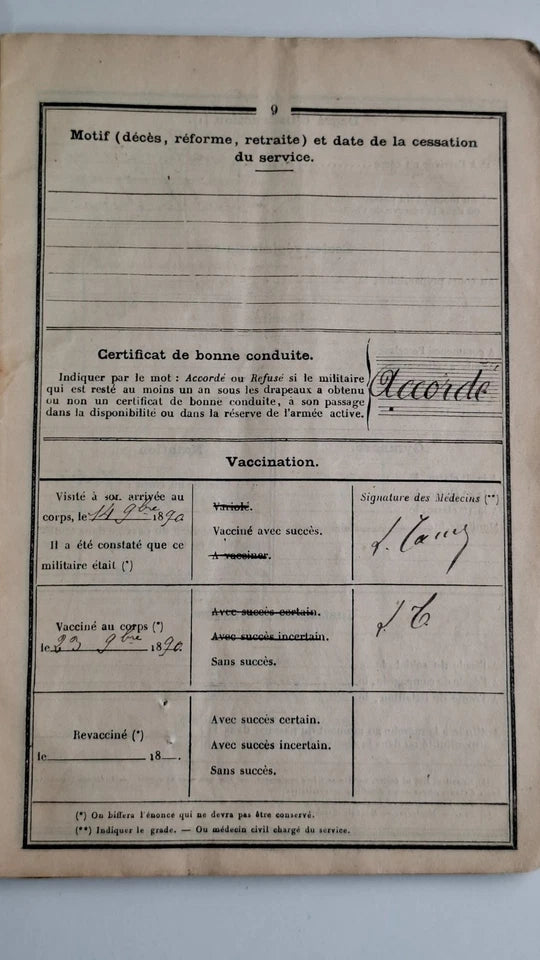 9
Motif (décès, réforme, retraite) et date de la cessation
du service.
Certificat de bonne conduite.
Indiquer par le mot : Accordé ou Refusé si le militaire
qui est resté au moins un an sous les drapeaux a obtenu
ou non un certificat de bonne conduite, à son passage
dans la disponibilité ou dans la réserve de l'armée active.
Accordé
Vaccination.
Visité à son arrivée au
corps, le 14 9bre 1890
Il a été constaté que ce
militaire était (*)
Variolé.
Vacciné avec succès.
A vacciner.
Signature des Médecins (**)
Vacciné au corps (*)
le 23 9bre 1890.
Avec succès certain.
Avec succès incertain.
Sans succès.
Revacciné (*)
le 18 .
Avec succès certain.
Avec succès incertain.
Sans succès.
(*) On biffera l'énoncé qui ne devra pas être conservé.
(**) Indiquer le grade. — Ou médecin civil chargé du service.